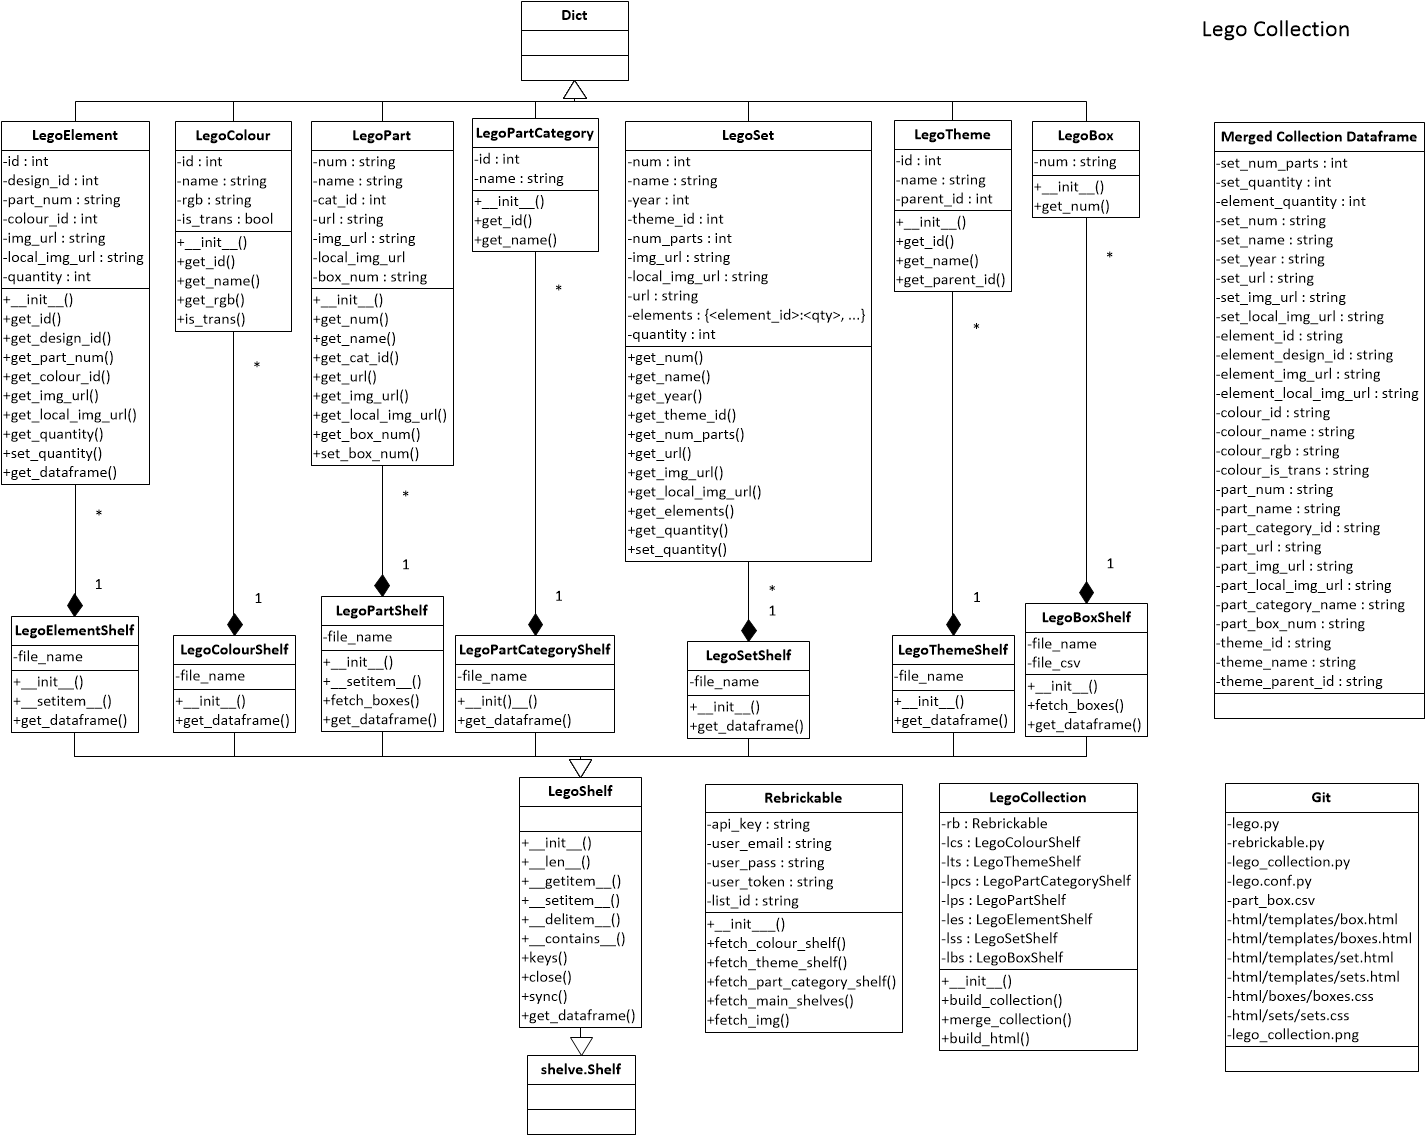 Dict
Lego Collection
LegoElement
-id : int
-design_id : int
-part_num : string
-colour_id : int
-img_url : string
-local_img_url : string
-quantity : int
+__init__()
+get_id()
+get_design_id()
+get_part_num()
+get_colour_id()
+get_img_url()
+get_local_img_url()
+get_quantity()
+set_quantity()
+get_dataframe()
*
1
LegoColour
-id : int
-name : string
-rgb : string
-is_trans : bool
+__init__()
+get_id()
+get_name()
+get_rgb()
+is_trans()
*
1
LegoPart
-num : string
-name : string
-cat_id : int
-url : string
-img_url : string
-local_img_url
-box_num : string
+__init__()
+get_num()
+get_name()
+get_cat_id()
+get_url()
+get_img_url()
+get_local_img_url()
+get_box_num()
+set_box_num()
*
1
LegoPartCategory
-id : int
-name : string
+__init__()
+get_id()
+get_name()
*
1
LegoSet
-num : int
-name : string
-year : int
-theme_id : int
-num_parts : int
-img_url : string
-local_img_url : string
-url : string
-elements : {<element_id>:<qty>, ...}
-quantity : int
+get_num()
+get_name()
+get_year()
+get_theme_id()
+get_num_parts()
+get_url()
+get_img_url()
+get_local_img_url()
+get_elements()
+get_quantity()
+set_quantity()
*
1
LegoTheme
-id : int
-name : string
-parent_id : int
+__init__()
+get_id()
+get_name()
+get_parent_id()
*
1
LegoBox
-num : string
+__init__()
+get_num()
*
1
Merged Collection Dataframe
-set_num_parts : int
-set_quantity : int
-element_quantity : int
-set_num : string
-set_name : string
-set_year : string
-set_url : string
-set_img_url : string
-set_local_img_url : string
-element_id : string
-element_design_id : string
-element_img_url : string
-element_local_img_url : string
-colour_id : string
-colour_name : string
-colour_rgb : string
-colour_is_trans : string
-part_num : string
-part_name : string
-part_category_id : string
-part_url : string
-part_img_url : string
-part_local_img_url : string
-part_category_name : string
-part_box_num : string
-theme_id : string
-theme_name : string
-theme_parent_id : string
LegoElementShelf
-file_name
+__init__()
+__setitem__()
+get_dataframe()
LegoColourShelf
-file_name
+__init__()
+get_dataframe()
LegoPartShelf
-file_name
+__init__()
+__setitem__()
+fetch_boxes()
+get_dataframe()
LegoPartCategoryShelf
-file_name
+__init()__()
+get_dataframe()
LegoSetShelf
-file_name
+__init__()
+get_dataframe()
LegoThemeShelf
-file_name
+__init__()
+get_dataframe()
LegoBoxShelf
-file_name
-file_csv
+__init__()
+fetch_boxes()
+get_dataframe()
LegoShelf
+__init__()
+__len__()
+__getitem__()
+__setitem__()
+__delitem__()
+__contains__()
+keys()
+close()
+sync()
+get_dataframe()
shelve.Shelf
Rebrickable
-api_key : string
-user_email : string
-user_pass : string
-user_token : string
-list_id : string
+__init___()
+fetch_colour_shelf()
+fetch_theme_shelf()
+fetch_part_category_shelf()
+fetch_main_shelves()
+fetch_img()
LegoCollection
-rb : Rebrickable
-lcs : LegoColourShelf
-lts : LegoThemeShelf
-lpcs : LegoPartCategoryShelf
-lps : LegoPartShelf
-les : LegoElementShelf
-lss : LegoSetShelf
-lbs : LegoBoxShelf
+__init__()
+build_collection()
+merge_collection()
+build_html()
Git
-lego.py
-rebrickable.py
-lego_collection.py
-lego.conf.py
-part_box.csv
-html/templates/box.html
-html/templates/boxes.html
-html/templates/set.html
-html/templates/sets.html
-html/boxes/boxes.css
-html/sets/sets.css
-lego_collection.png